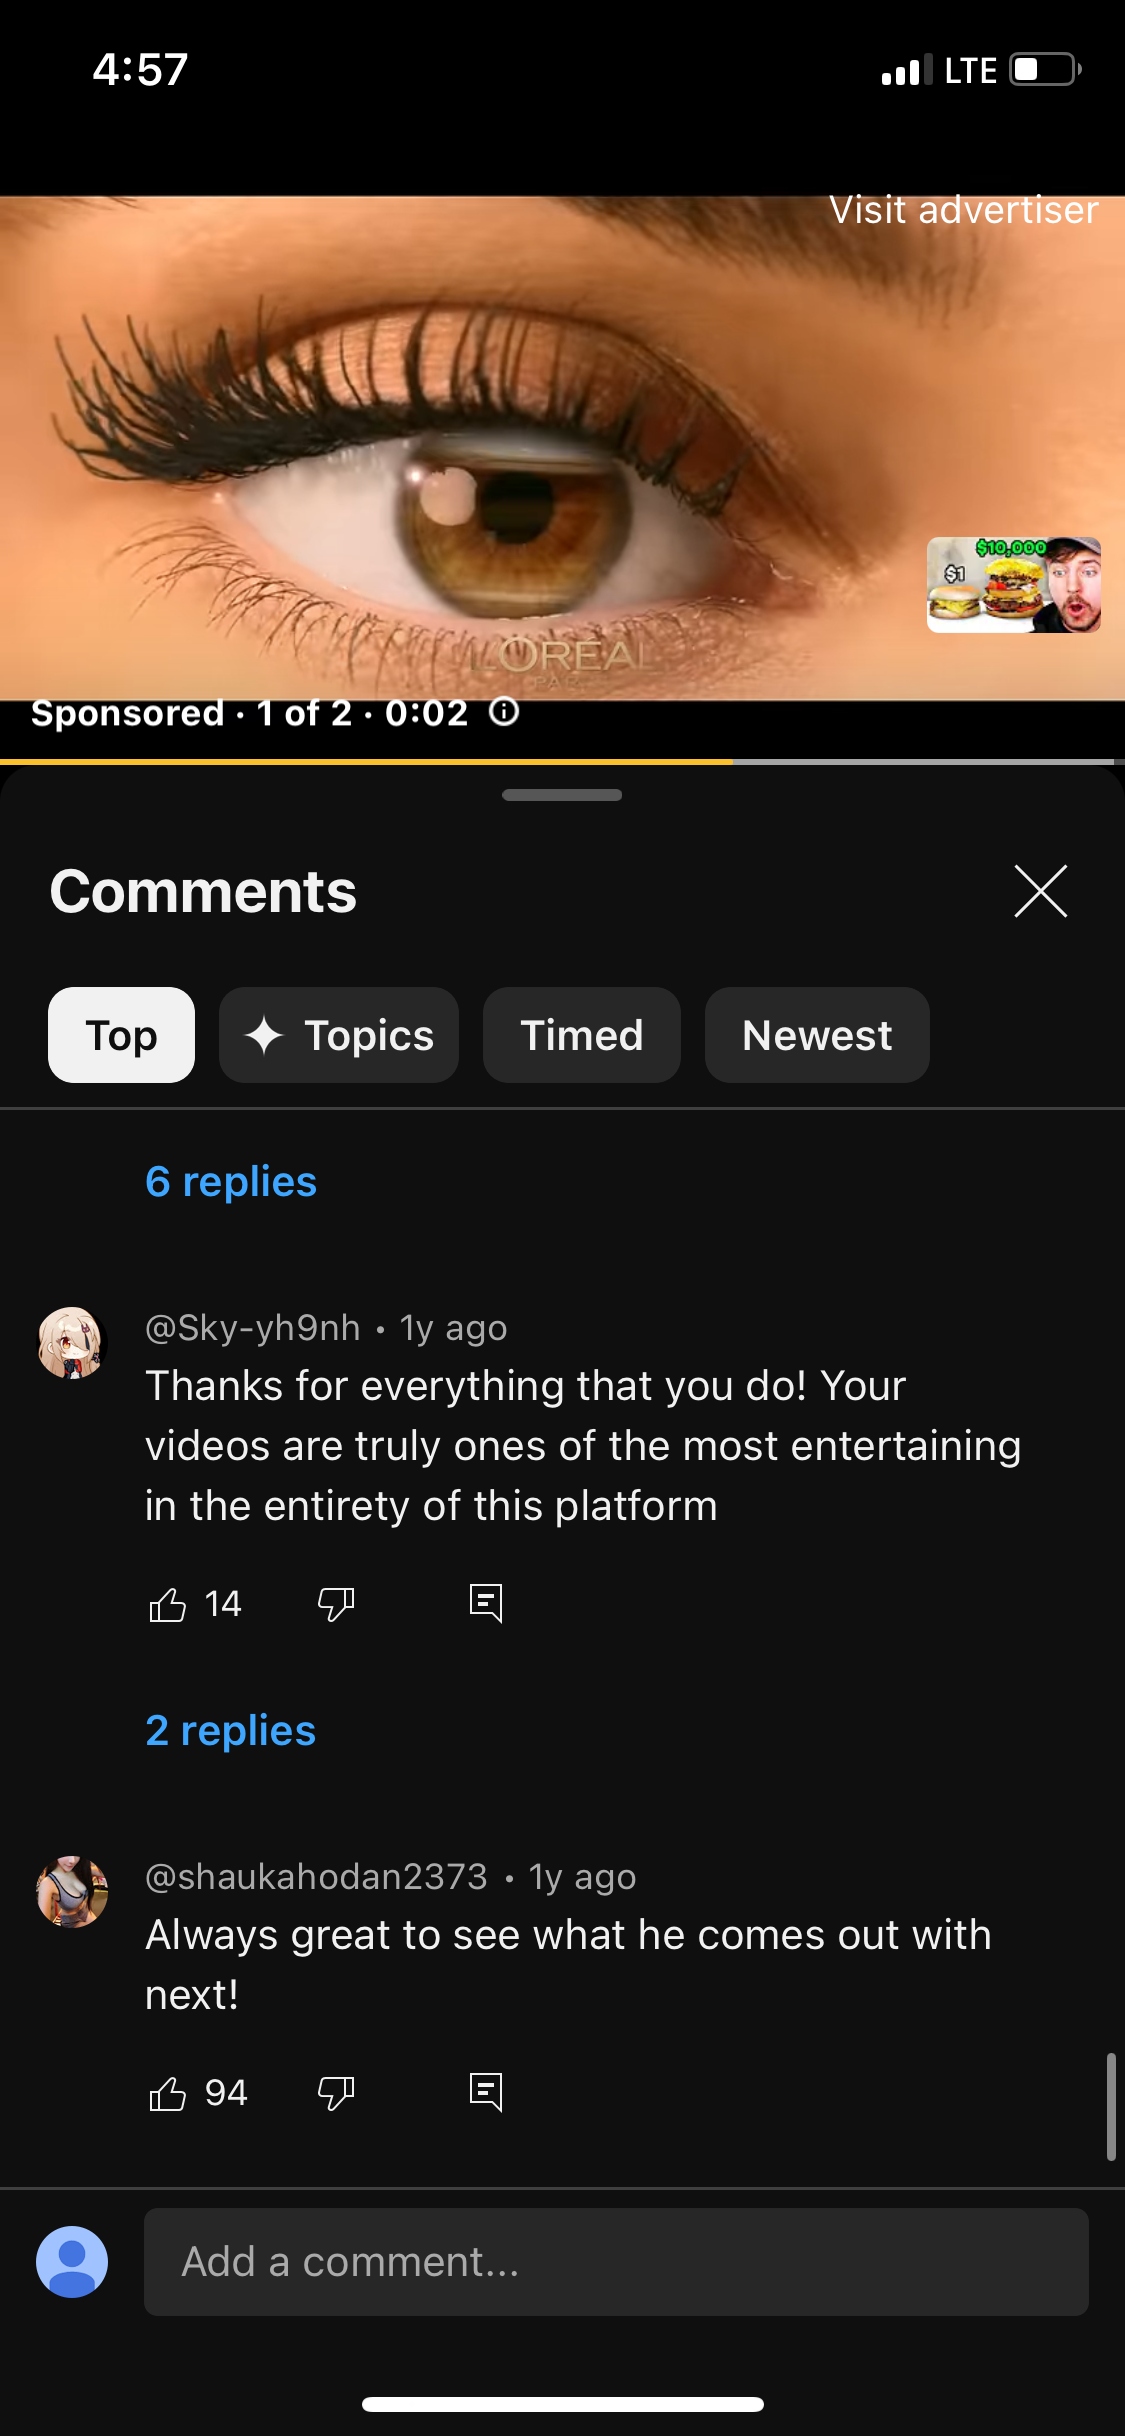 4:57
LTE
Visit advertiser
$10,000
$1
L'ORÉAL
PARIS
Sponsored · 1 of 2 · 0:02
Comments
Top
Topics
Timed
Newest
6 replies
@Sky-yh9nh · 1y ago
Thanks for everything that you do! Your
videos are truly ones of the most entertaining
in the entirety of this platform
14
2 replies
@shaukahodan2373 · 1y ago
Always great to see what he comes out with
next!
94
Add a comment...